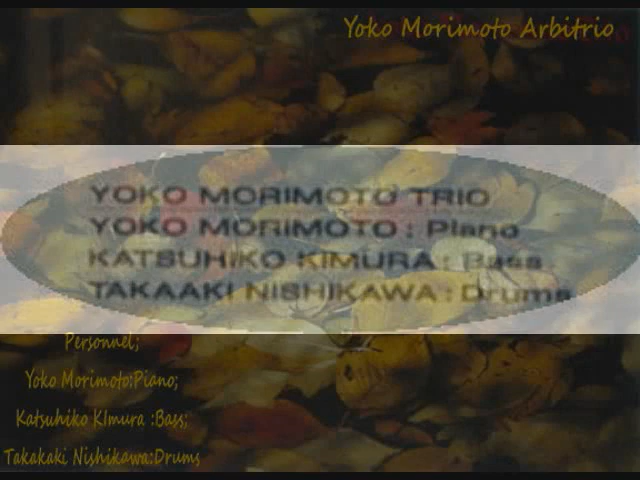 Yoko Morimoto Arbitrio
YOKO MORIMOTO TRIO
YOKO MORIMOTO : Piano
KATSUHIKO KIMURA : Bass
TAKAAKI NISHIKAWA : Drums
Personnel;
Yoko Morimoto:Piano;
Katsuhiko KImura :Bass;
Takakaki Nishikawa:Drums